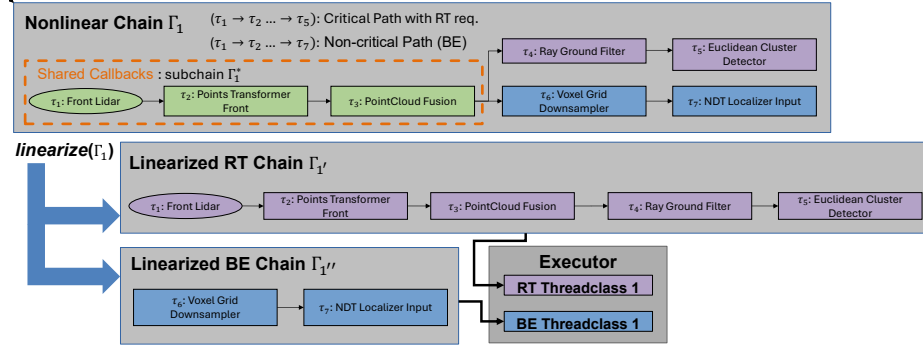 Nonlinear Chain Γ₁
(τ₁ → τ₂ ... → τ₅): Critical Path with RT req.
(τ₁ → τ₂ ... → τ₇): Non-critical Path (BE)
Shared Callbacks : subchain Γ₁*
τ₁: Front Lidar
τ₂: Points Transformer
Front
τ₃: PointCloud Fusion
τ₄: Ray Ground Filter
τ₅: Euclidean Cluster
Detector
τ₆: Voxel Grid
Downsampler
τ₇: NDT Localizer Input
linearize(Γ₁)
Linearized RT Chain Γ₁′
τ₁: Front Lidar
τ₂: Points Transformer
Front
τ₃: PointCloud Fusion
τ₄: Ray Ground Filter
τ₅: Euclidean Cluster
Detector
Linearized BE Chain Γ₁′′
τ₆: Voxel Grid
Downsampler
τ₇: NDT Localizer Input
Executor
RT Threadclass 1
BE Threadclass 1